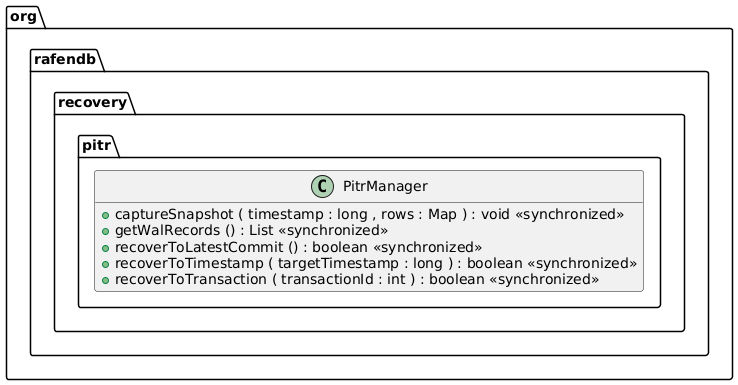 org
rafendb
recovery
pitr
C PitrManager
captureSnapshot ( timestamp : long , rows : Map ) : void «synchronized»
getWalRecords () : List «synchronized»
recoverToLatestCommit () : boolean «synchronized»
recoverToTimestamp ( targetTimestamp : long ) : boolean «synchronized»
recoverToTransaction ( transactionId : int ) : boolean «synchronized»